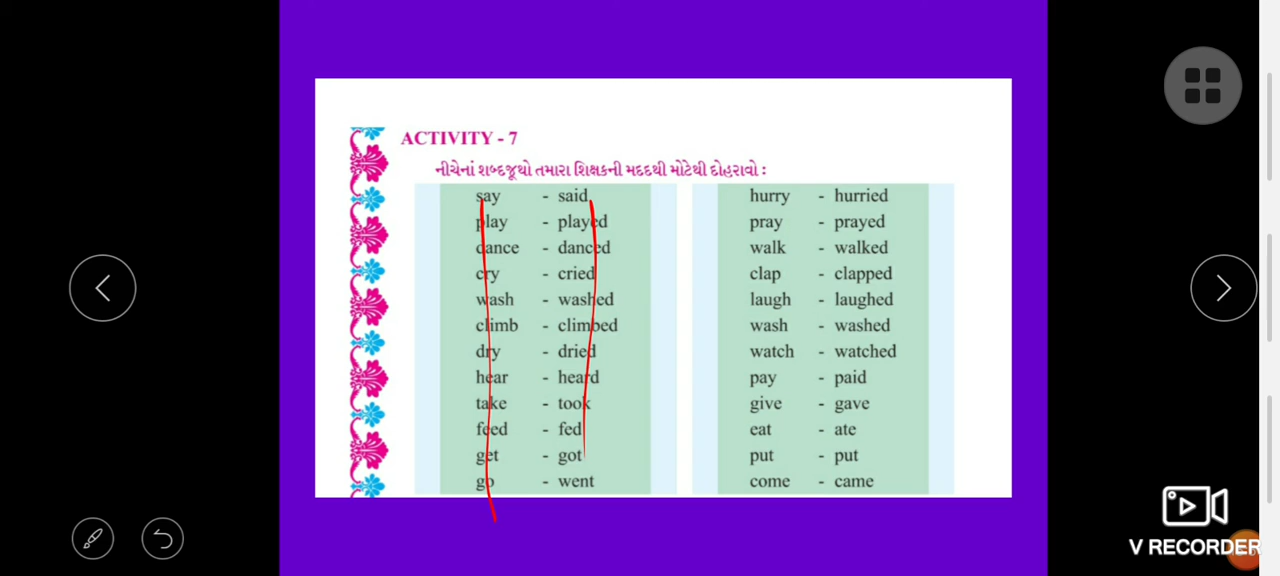 ACTIVITY - 7
નીચેનાં શબ્દજૂથો તમારા શિક્ષકની મદદથી મોટેથી દોહરાવો :
say - said
play - played
dance - danced
cry - cried
wash - washed
climb - climbed
dry - dried
hear - heard
take - took
feed - fed
get - got
go - went
hurry - hurried
pray - prayed
walk - walked
clap - clapped
laugh - laughed
wash - washed
watch - watched
pay - paid
give - gave
eat - ate
put - put
come - came
V RECORDER